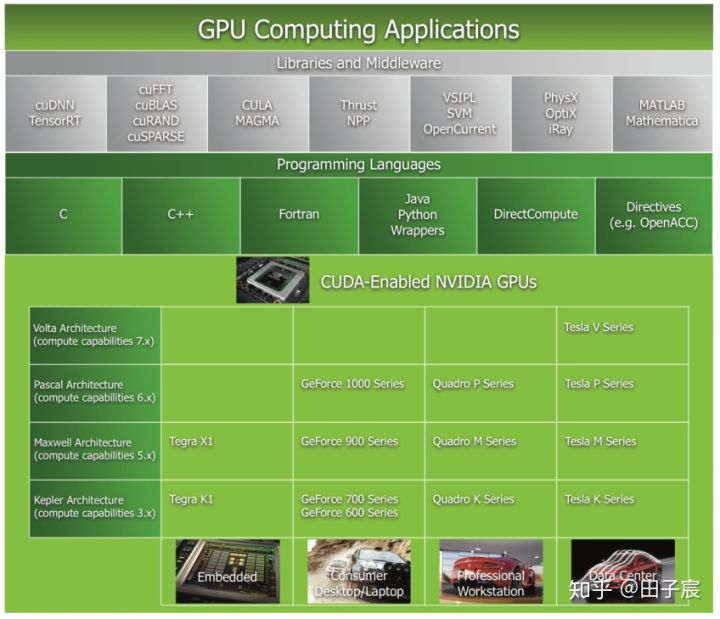 GPU Computing Applications
Libraries and Middleware
cuDNN
TensorRT
cuFFT
cuBLAS
cuRAND
cuSPARSE
CULA
MAGMA
Thrust
NPP
VSIPL
SVM
OpenCurrent
PhysX
OptiX
iRay
MATLAB
Mathematica
Programming Languages
C
C++
Fortran
Java
Python
Wrappers
DirectCompute
Directives
(e.g. OpenACC)
CUDA-Enabled NVIDIA GPUs
Volta Architecture
(compute capabilities 7.x)
Tesla V Series
Pascal Architecture
(compute capabilities 6.x)
GeForce 1000 Series
Quadro P Series
Tesla P Series
Maxwell Architecture
(compute capabilities 5.x)
Tegra X1
GeForce 900 Series
Quadro M Series
Tesla M Series
Kepler Architecture
(compute capabilities 3.x)
Tegra K1
GeForce 700 Series
GeForce 600 Series
Quadro K Series
Tesla K Series
Embedded
Consumer
Desktop/Laptop
Professional
Workstation
Data Center
知乎 @田子宸